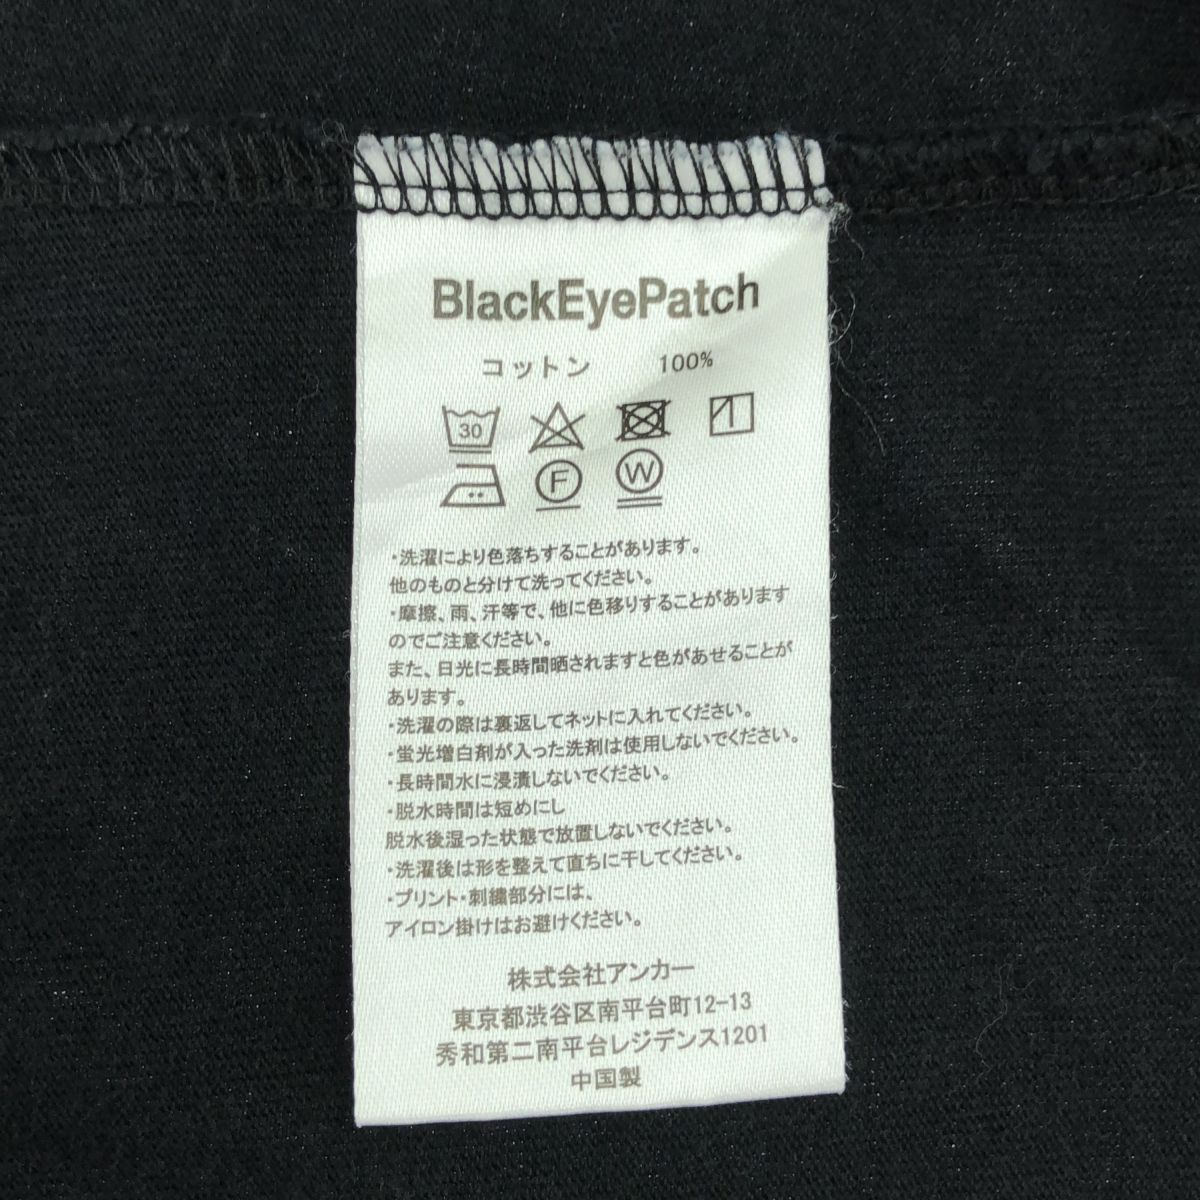 BlackEyePatch
コットン 100%
30
F W
・洗濯により色落ちすることがあります。
他のものと分けて洗ってください。
・摩擦、雨、汗等で、他に色移りすることがあります
のでご注意ください。
また、日光に長時間晒されますと色があせることが
あります。
・洗濯の際は裏返してネットに入れてください。
・蛍光増白剤が入った洗剤は使用しないでください。
・長時間水に浸漬しないでください。
・脱水時間は短めにし
脱水後湿った状態で放置しないでください。
・洗濯後は形を整えて直ちに干してください。
・プリント・刺繍部分には、
アイロン掛けはお避けください。
株式会社アンカー
東京都渋谷区南平台町12-13
秀和第二南平台レジデンス1201
中国製